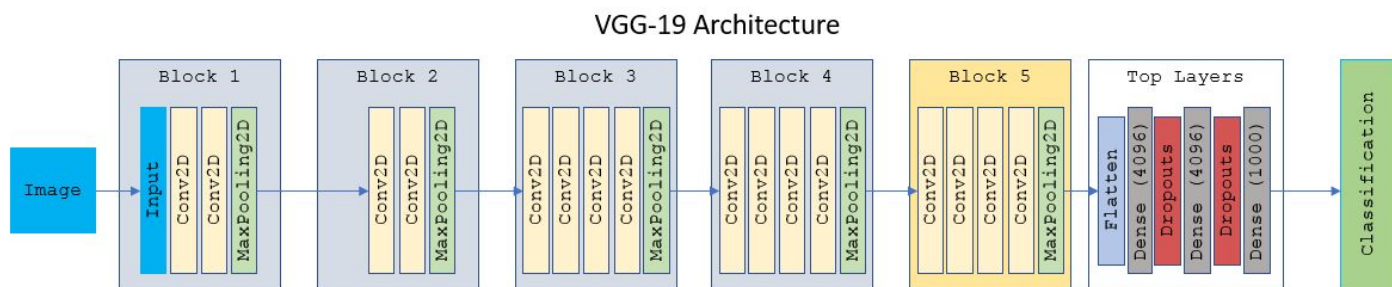 VGG-19 Architecture
Image
Block 1
Input
Conv2D
Conv2D
MaxPooling2D
Block 2
Conv2D
Conv2D
MaxPooling2D
Block 3
Conv2D
Conv2D
Conv2D
Conv2D
MaxPooling2D
Block 4
Conv2D
Conv2D
Conv2D
Conv2D
MaxPooling2D
Block 5
Conv2D
Conv2D
Conv2D
Conv2D
MaxPooling2D
Top Layers
Flatten
Dense (4096)
Dropouts
Dense (4096)
Dropouts
Dense (1000)
Classification